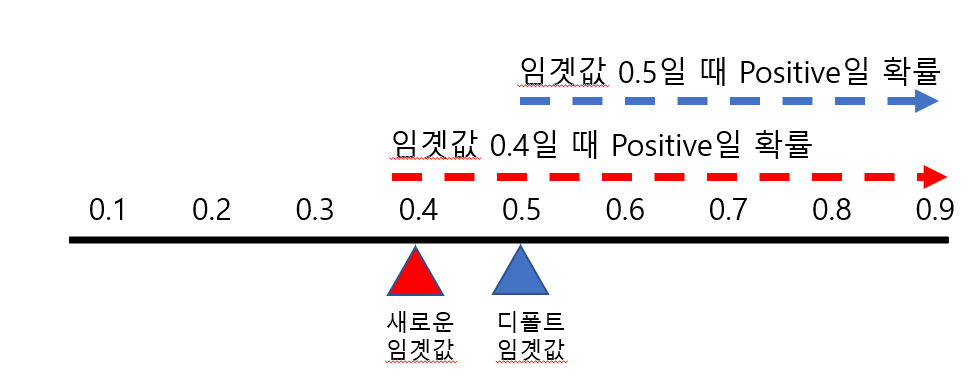 임곗값 0.5일 때 Positive일 확률
임곗값 0.4일 때 Positive일 확률
0.1 0.2 0.3 0.4 0.5 0.6 0.7 0.8 0.9
새로운
임곗값
디폴트
임곗값